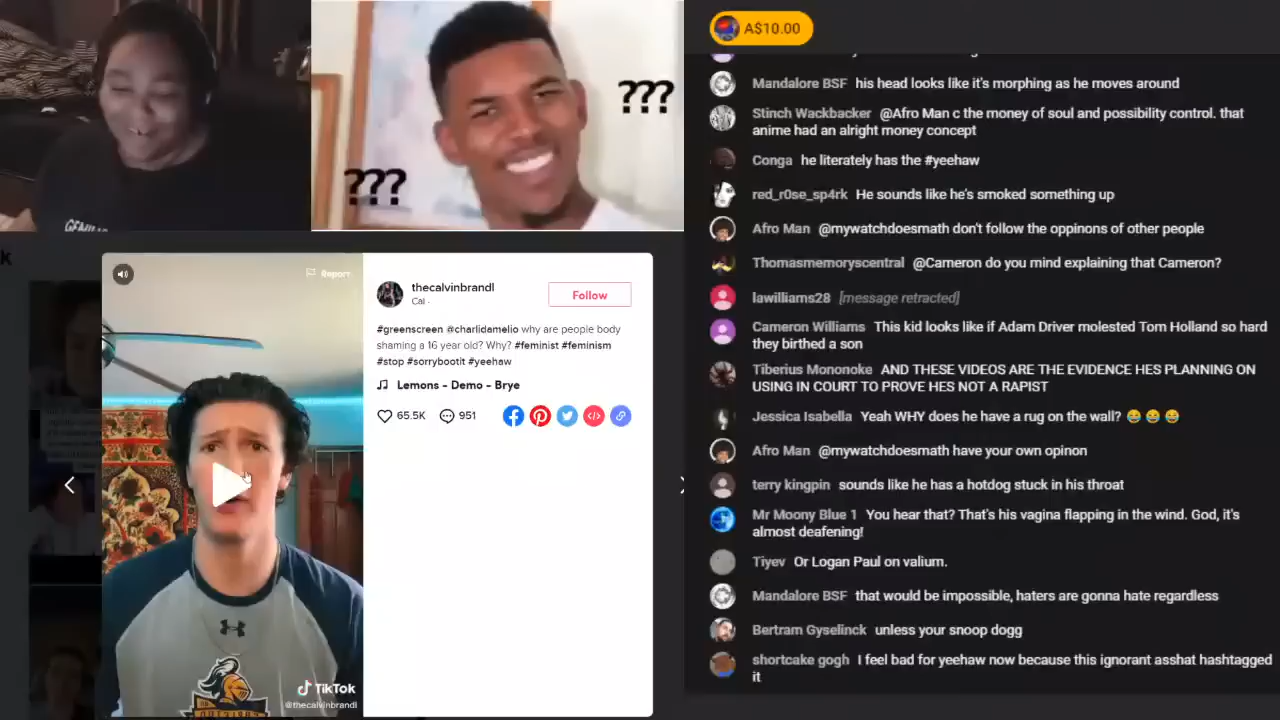 ???
???
GENIUS
k
Report
TikTok
@thecalvinbrandl
thecalvinbrandl
Cal -
Follow
#greenscreen @charlidamelio why are people body
shaming a 16 year old? Why? #feminist #feminism
#stop #sorrybootit #yeehaw
Lemons - Demo - Brye
65.5K
951
A$10.00
Mandalore BSF his head looks like it's morphing as he moves around
Stinch Wackbacker @Afro Man c the money of soul and possibility control. that
anime had an alright money concept
Conga he literately has the #yeehaw
red_r0se_sp4rk He sounds like he's smoked something up
Afro Man @mywatchdoesmath don't follow the oppinons of other people
Thomasmemoryscentral @Cameron do you mind explaining that Cameron?
lawilliams28 [message retracted]
Cameron Williams This kid looks like if Adam Driver molested Tom Holland so hard
they birthed a son
Tiberius Mononoke AND THESE VIDEOS ARE THE EVIDENCE HES PLANNING ON
USING IN COURT TO PROVE HES NOT A RAPIST
Jessica Isabella Yeah WHY does he have a rug on the wall? 😂 😂 😂
Afro Man @mywatchdoesmath have your own opinon
terry kingpin sounds like he has a hotdog stuck in his throat
Mr Moony Blue 1 You hear that? That's his vagina flapping in the wind. God, it's
almost deafening!
Tiyev Or Logan Paul on valium.
Mandalore BSF that would be impossible, haters are gonna hate regardless
Bertram Gyselinck unless your snoop dogg
shortcake gogh I feel bad for yeehaw now because this ignorant asshat hashtagged
it